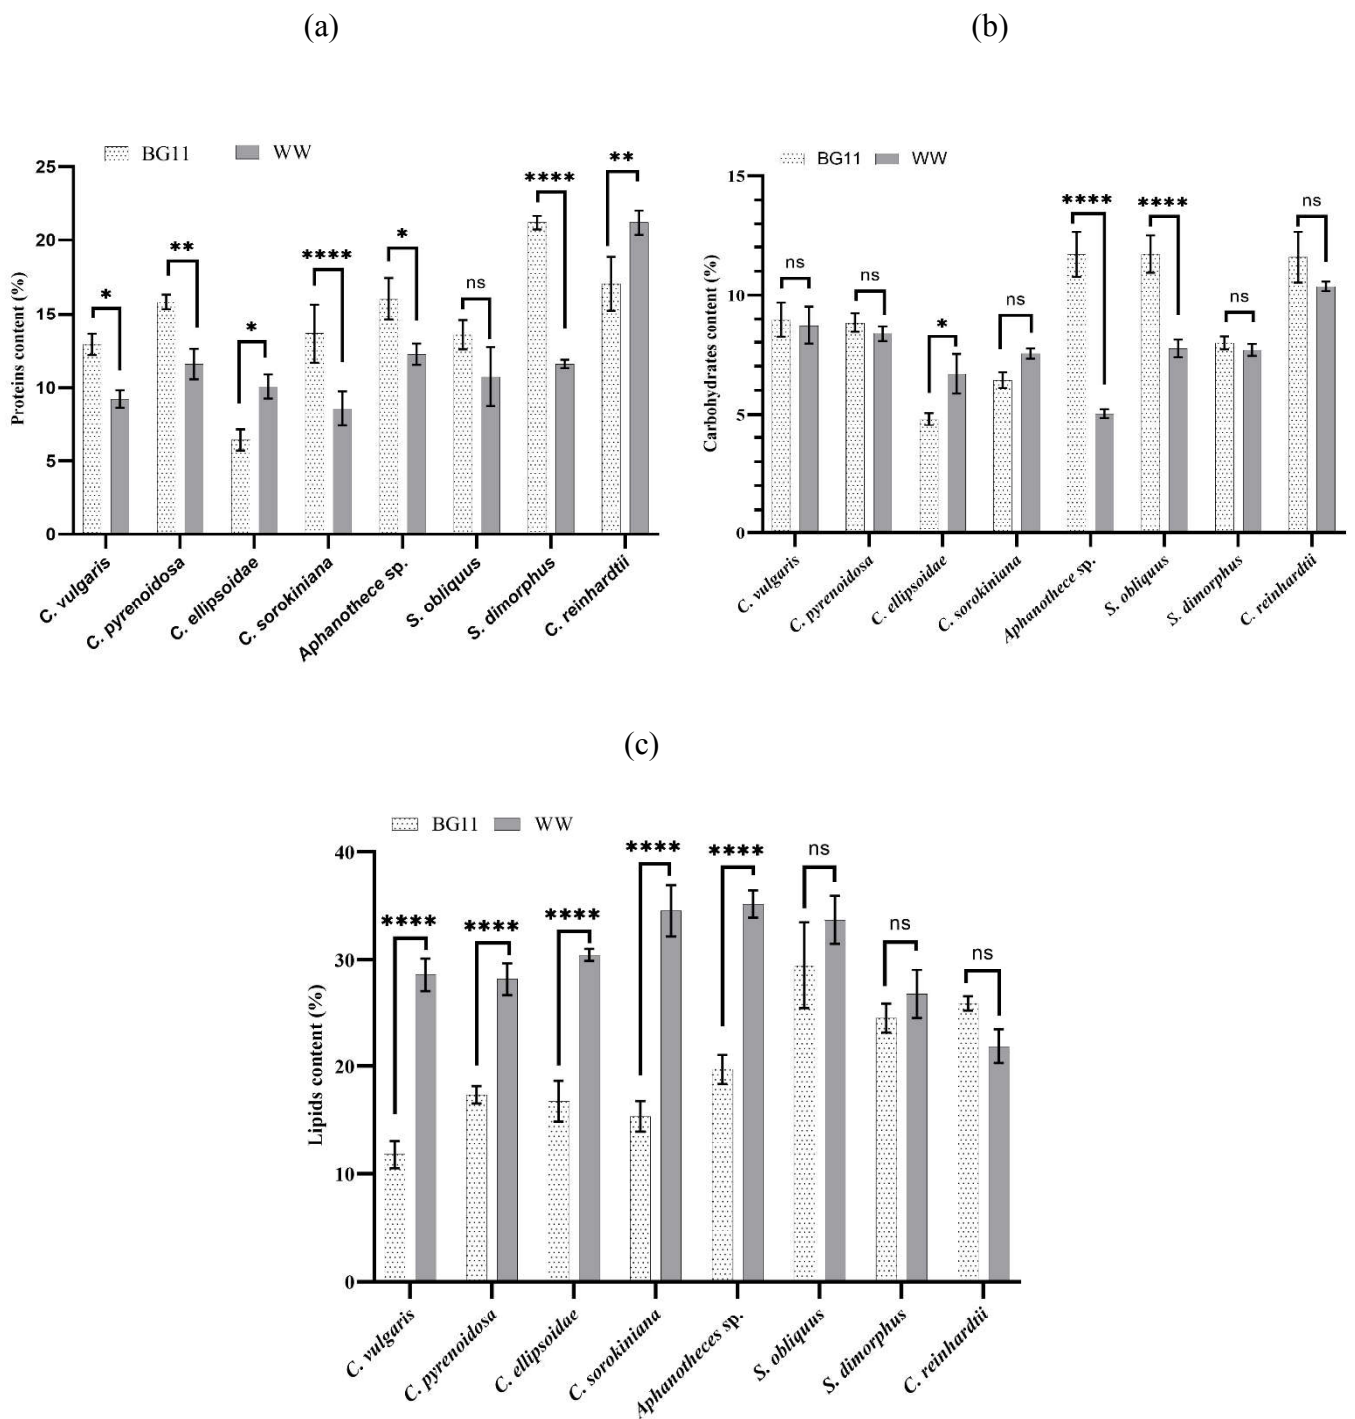 (a)
BG11 WW
Proteins content (%)
25
20
15
10
5
0
* ** * **** * ns **** **
C. vulgaris
C. pyrenoidosa
C. ellipsoidae
C. sorokiniana
Aphanothece sp.
S. obliquus
S. dimorphus
C. reinhardtii
(b)
BG11 WW
Carbohydrates content (%)
15
10
5
0
ns ns * ns **** **** ns ns
C. vulgaris
C. pyrenoidosa
C. ellipsoidae
C. sorokiniana
Aphanothece sp.
S. obliquus
S. dimorphus
C. reinhardtii
(c)
BG11 WW
Lipids content (%)
40
30
20
10
0
**** **** **** **** **** ns ns ns
C. vulgaris
C. pyrenoidosa
C. ellipsoidae
C. sorokiniana
Aphanotheces sp.
S. obliquus
S. dimorphus
C. reinhardtii